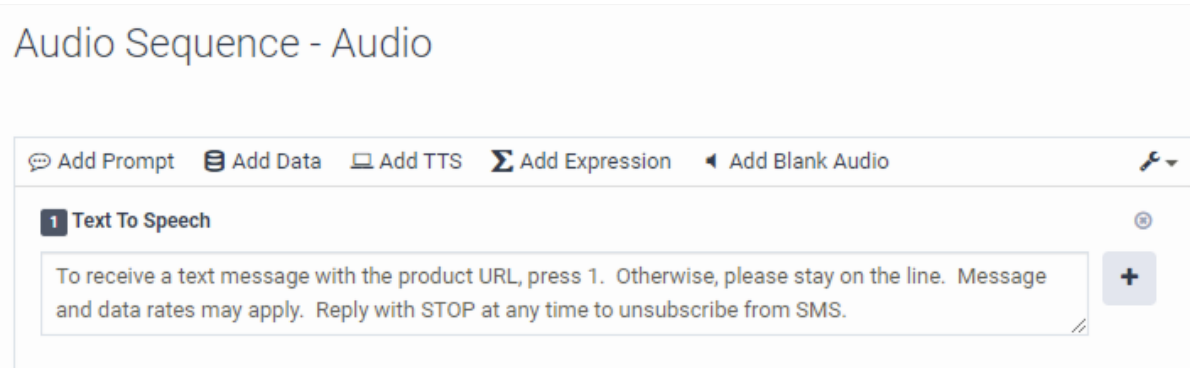 Audio Sequence - Audio
Add Prompt Add Data Add TTS Add Expression Add Blank Audio
1 Text To Speech
To receive a text message with the product URL, press 1.  Otherwise, please stay on the line.  Message
and data rates may apply.  Reply with STOP at any time to unsubscribe from SMS.